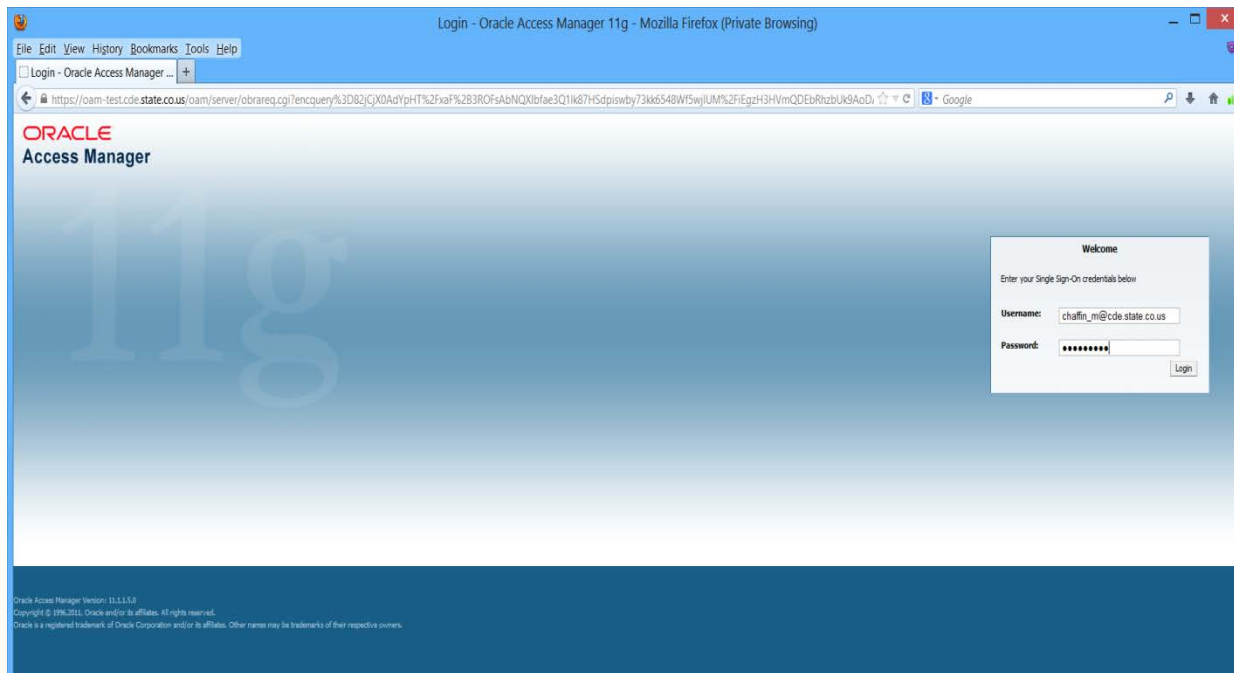 Login - Oracle Access Manager 11g - Mozilla Firefox (Private Browsing)
File Edit View History Bookmarks Tools Help
Login - Oracle Access Manager ... +
https://oam-test.cde.state.co.us/oam/server/obrareq.cgi?encquery%3D82jCjX0AdYpHT%2FxaF%2B3ROFsAbNQXlbfae3Q1Ik87HSdpiswby73kk6548Wf5wjIUM%2FiEgzH3HVmQDEbRhzbUk9AoD
Google
ORACLE
Access Manager
11g
Welcome
Enter your Single Sign-On credentials below
Username: chaffin_m@cde.state.co.us
Password: •••••••••
Login
Oracle Access Manager Version: 11.1.1.5.0
Copyright © 1996,2011, Oracle and/or its affiliates. All rights reserved.
Oracle is a registered trademark of Oracle Corporation and/or its affiliates. Other names may be trademarks of their respective owners.